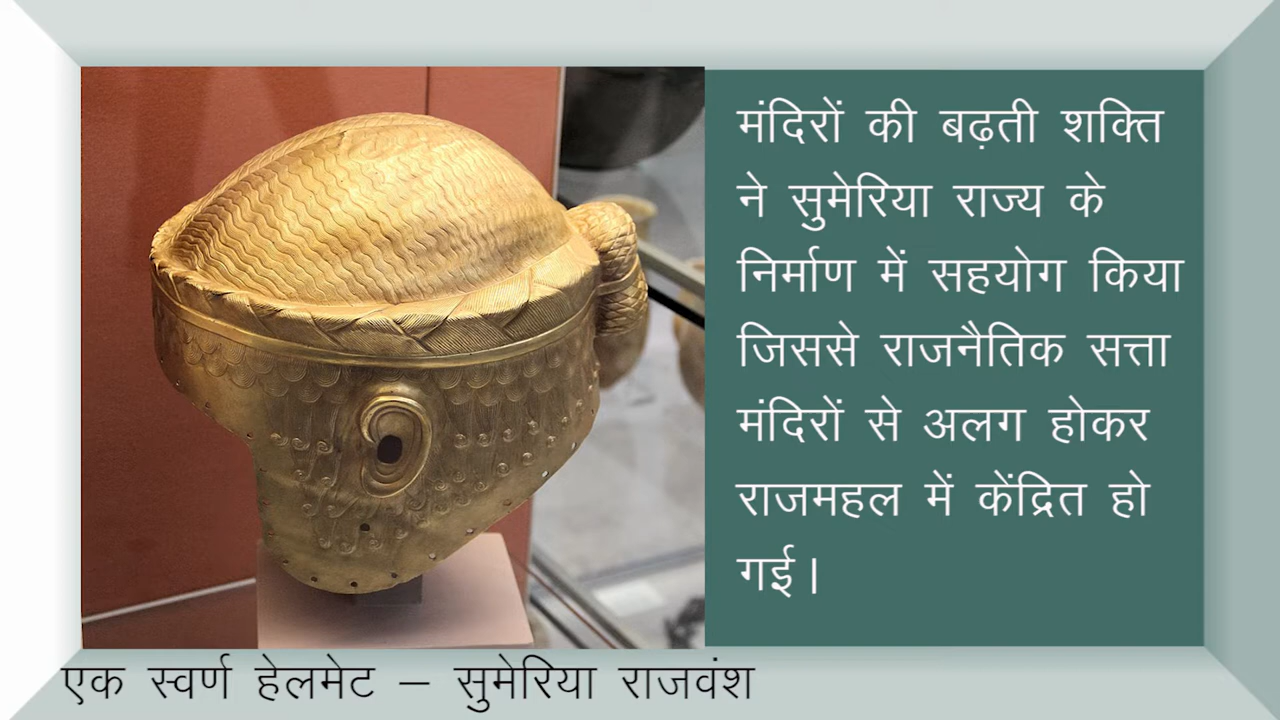 मंदिरों की बढ़ती शक्ति
ने सुमेरिया राज्य के
निर्माण में सहयोग किया
जिससे राजनैतिक सत्ता
मंदिरों से अलग होकर
राजमहल में केंद्रित हो
गई।
एक स्वर्ण हेलमेट – सुमेरिया राजवंश